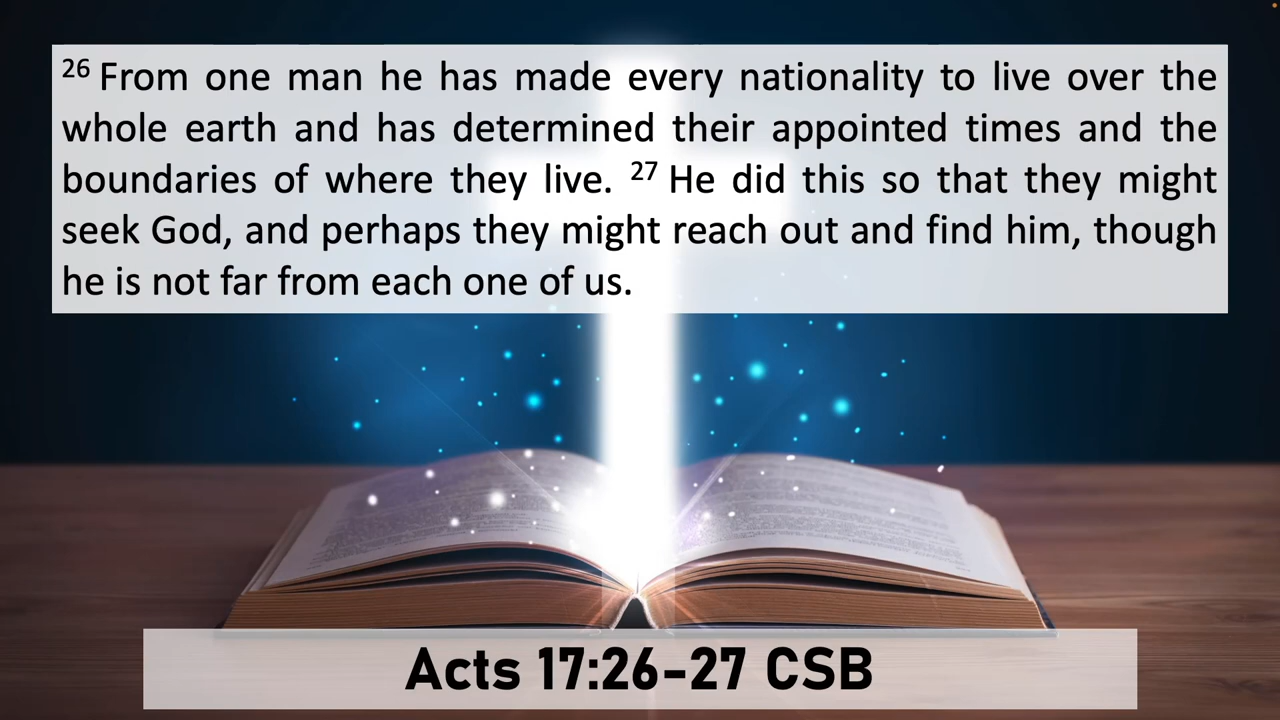 26 From one man he has made every nationality to live over the
whole earth and has determined their appointed times and the
boundaries of where they live. 27 He did this so that they might
seek God, and perhaps they might reach out and find him, though
he is not far from each one of us.
Acts 17:26-27 CSB